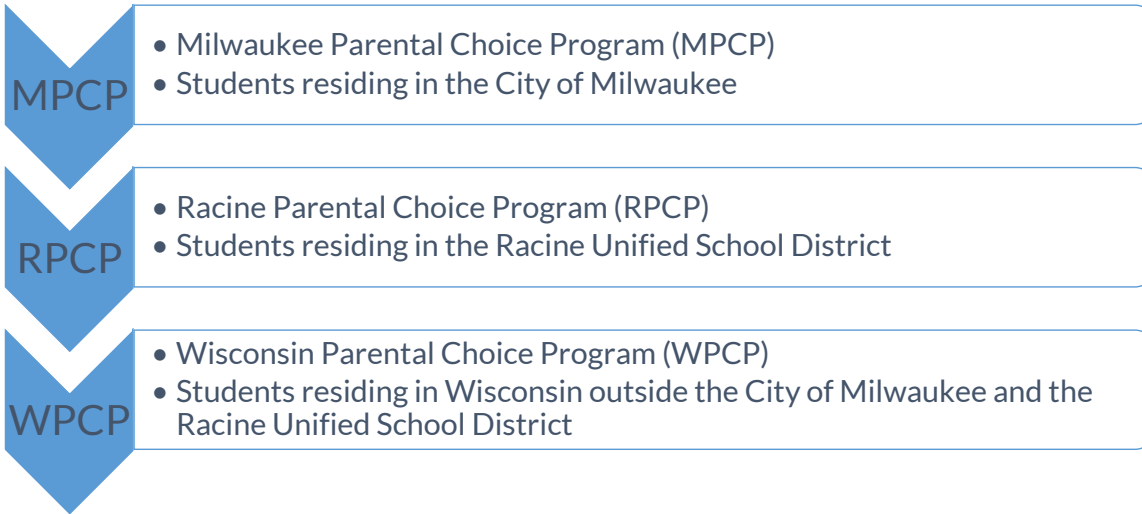 MPCP
• Milwaukee Parental Choice Program (MPCP)
• Students residing in the City of Milwaukee
RPCP
• Racine Parental Choice Program (RPCP)
• Students residing in the Racine Unified School District
WPCP
• Wisconsin Parental Choice Program (WPCP)
• Students residing in Wisconsin outside the City of Milwaukee and the
Racine Unified School District